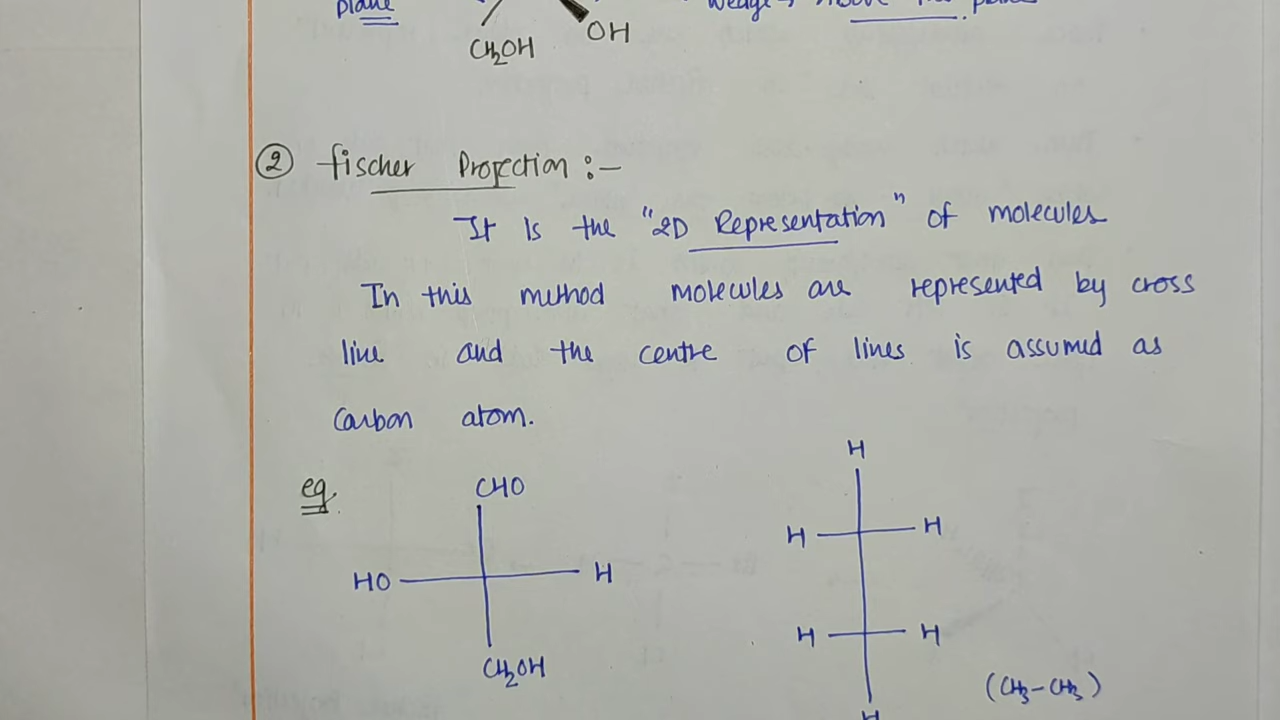 plane
CH₂OH
OH
② Fischer Projection :-
It is the "2D Representation" of molecules
In this method molecules are represented by cross
line and the centre of lines is assumed as
Carbon atom.
eg.
CHO
HO H
CH₂OH
H
H H
H H
H
(CH₃-CH₃)